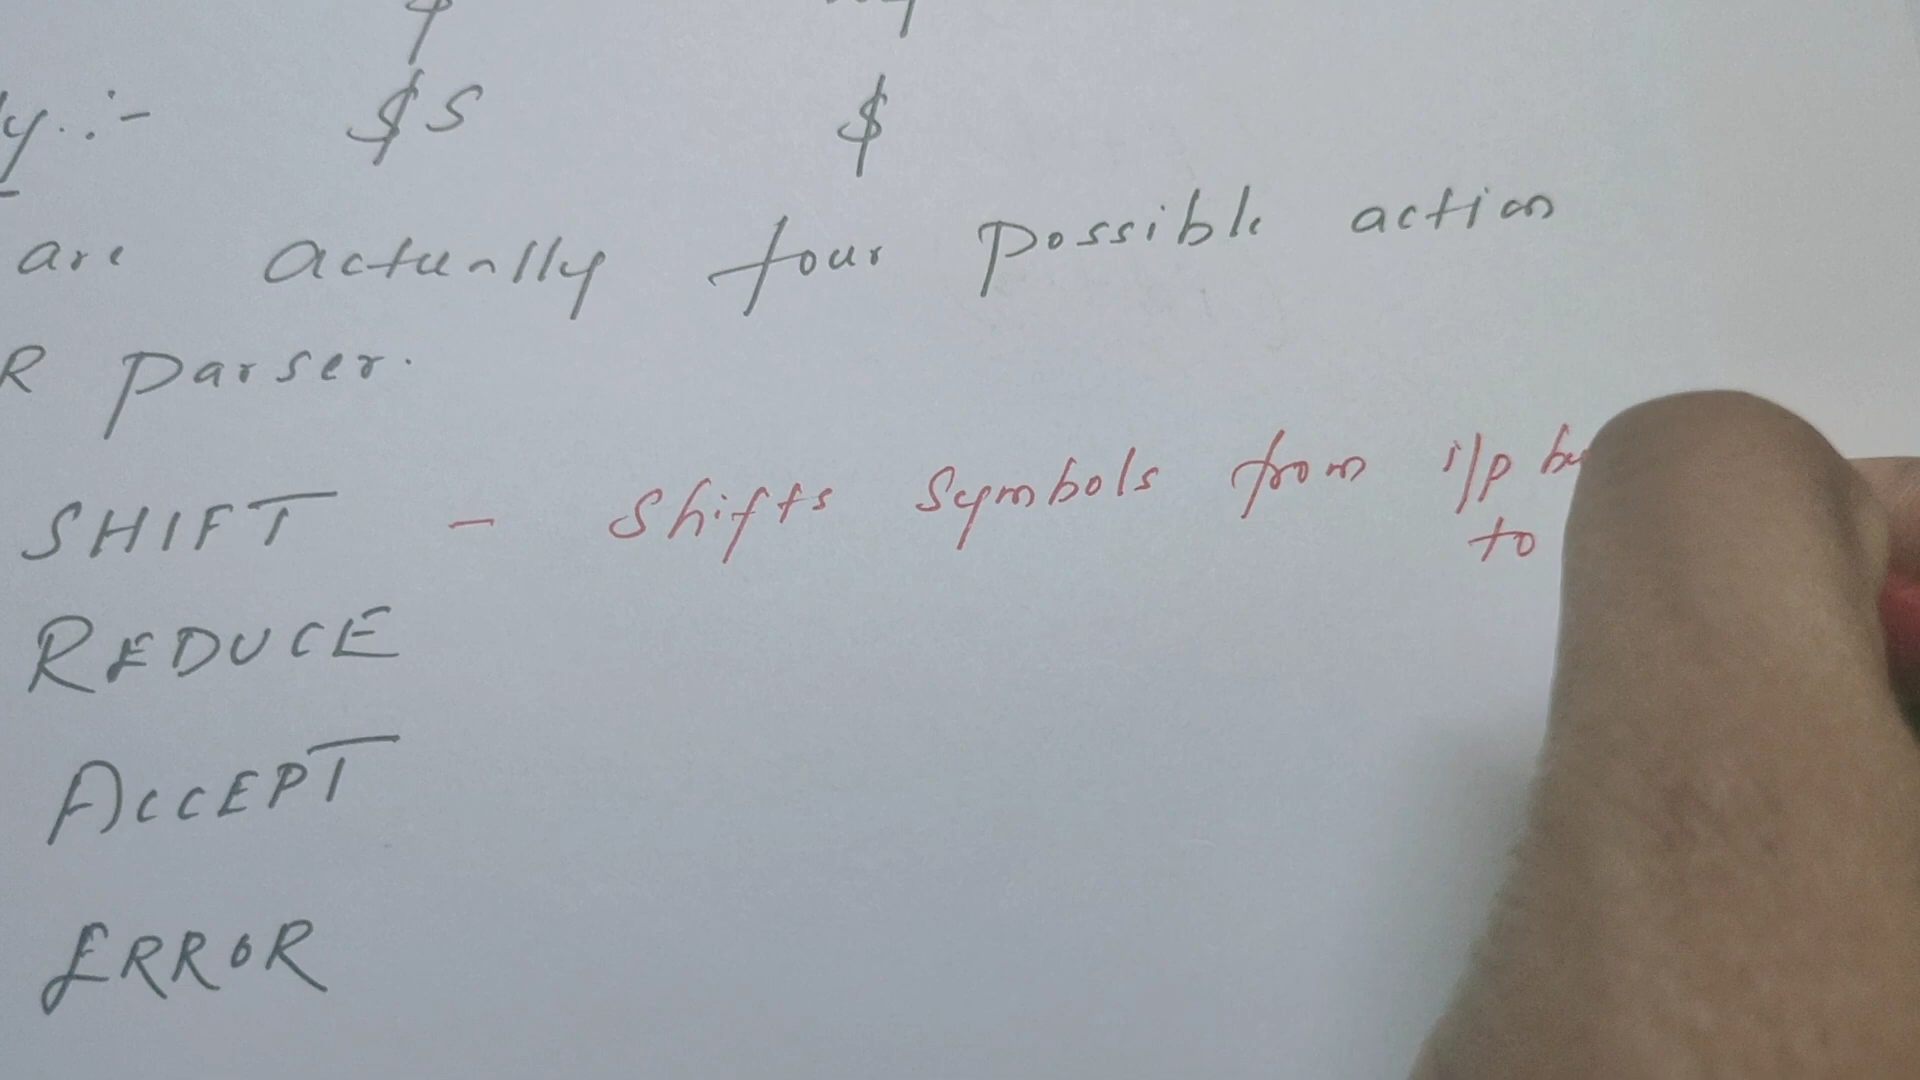 $S $
are actually four possible action
R parser.
SHIFT - Shifts Symbols from i/p
to
REDUCE
ACCEPT
ERROR